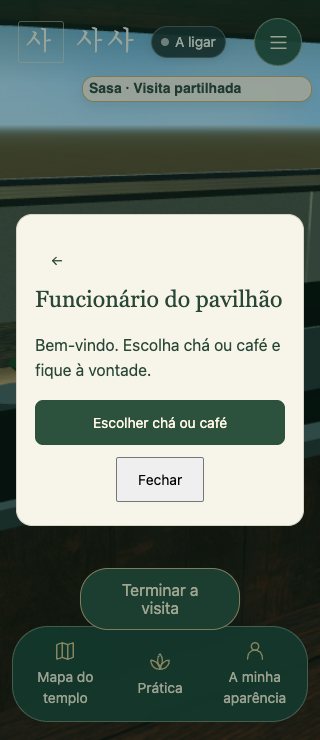 사 사사
A ligar
Sasa · Visita partilhada
←
Funcionário do pavilhão
Bem-vindo. Escolha chá ou café e
fique à vontade.
Escolher chá ou café
Fechar
Terminar a
visita
Mapa do
templo
Prática
A minha
aparência